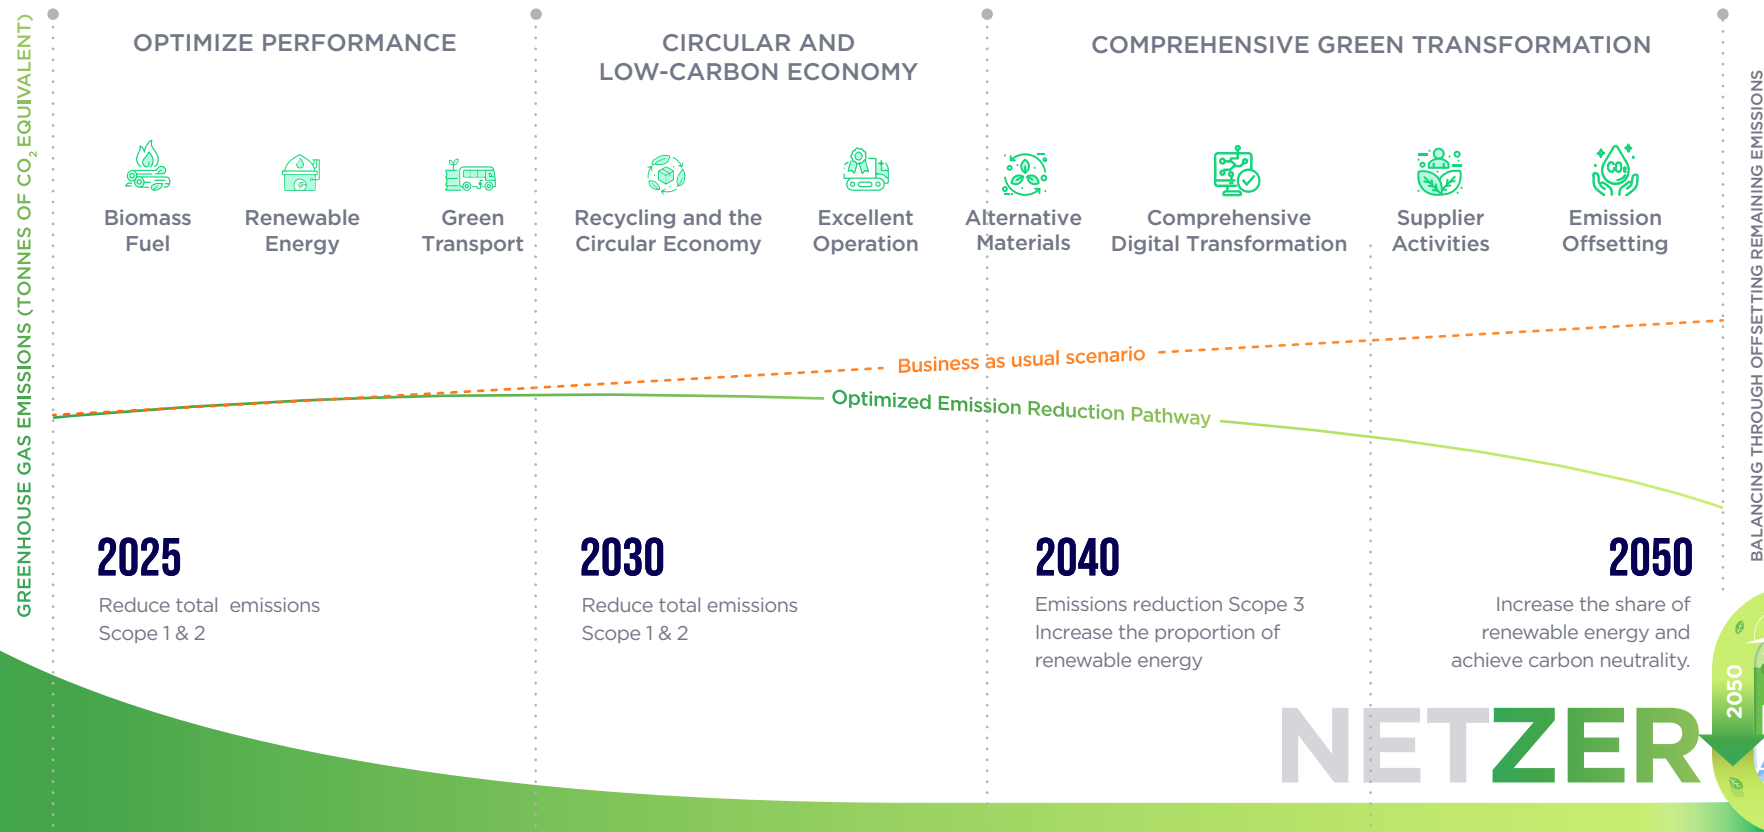 GREENHOUSE GAS EMISSIONS (TONNES OF CO₂ EQUIVALENT)
OPTIMIZE PERFORMANCE
CIRCULAR AND
LOW-CARBON ECONOMY
COMPREHENSIVE GREEN TRANSFORMATION
Biomass
Fuel
Renewable
Energy
Green
Transport
Recycling and the
Circular Economy
Excellent
Operation
Alternative
Materials
Comprehensive
Digital Transformation
Supplier
Activities
CO₂
Emission
Offsetting
Business as usual scenario
Optimized Emission Reduction Pathway
2025
Reduce total emissions
Scope 1 & 2
2030
Reduce total emissions
Scope 1 & 2
2040
Emissions reduction Scope 3
Increase the proportion of
renewable energy
2050
Increase the share of
renewable energy and
achieve carbon neutrality.
NETZER
2050
BALANCING THROUGH OFFSETTING REMAINING EMISSIONS